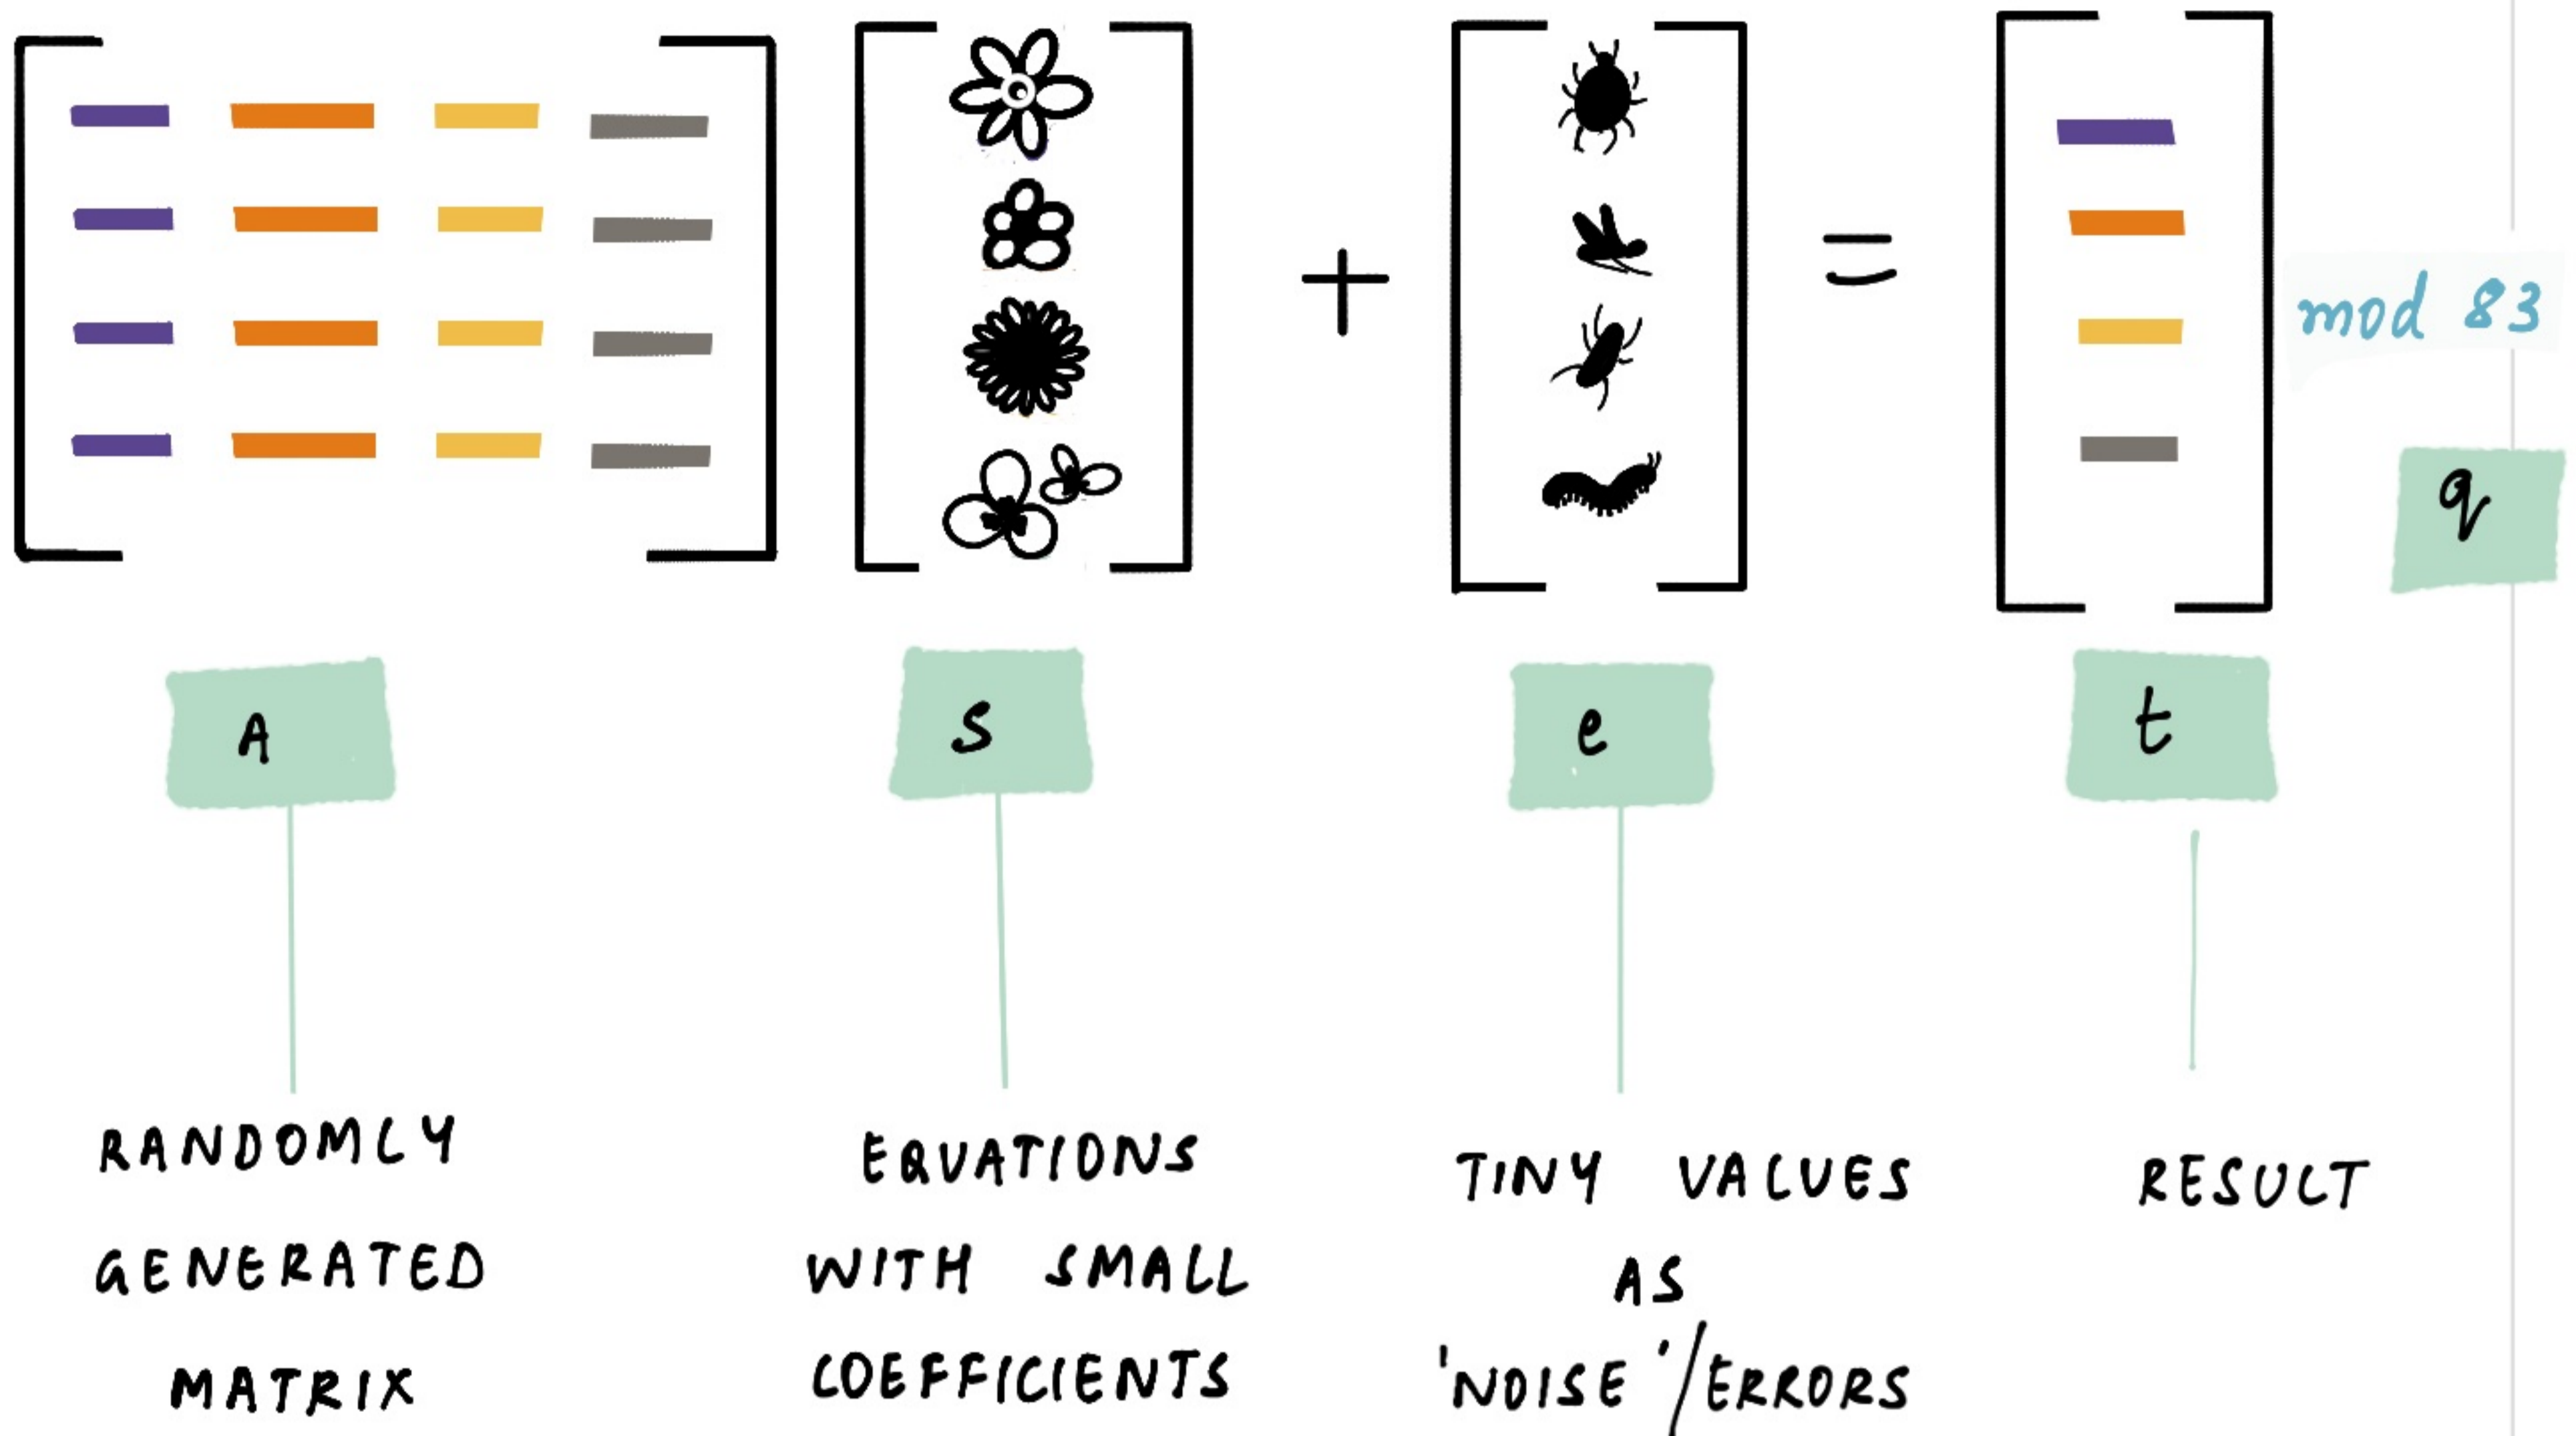 mod 83
q
A
S
e
t
RANDOMLY
GENERATED
MATRIX
EQUATIONS
WITH SMALL
COEFFICIENTS
TINY VALUES
AS
'NOISE'/ERRORS
RESULT